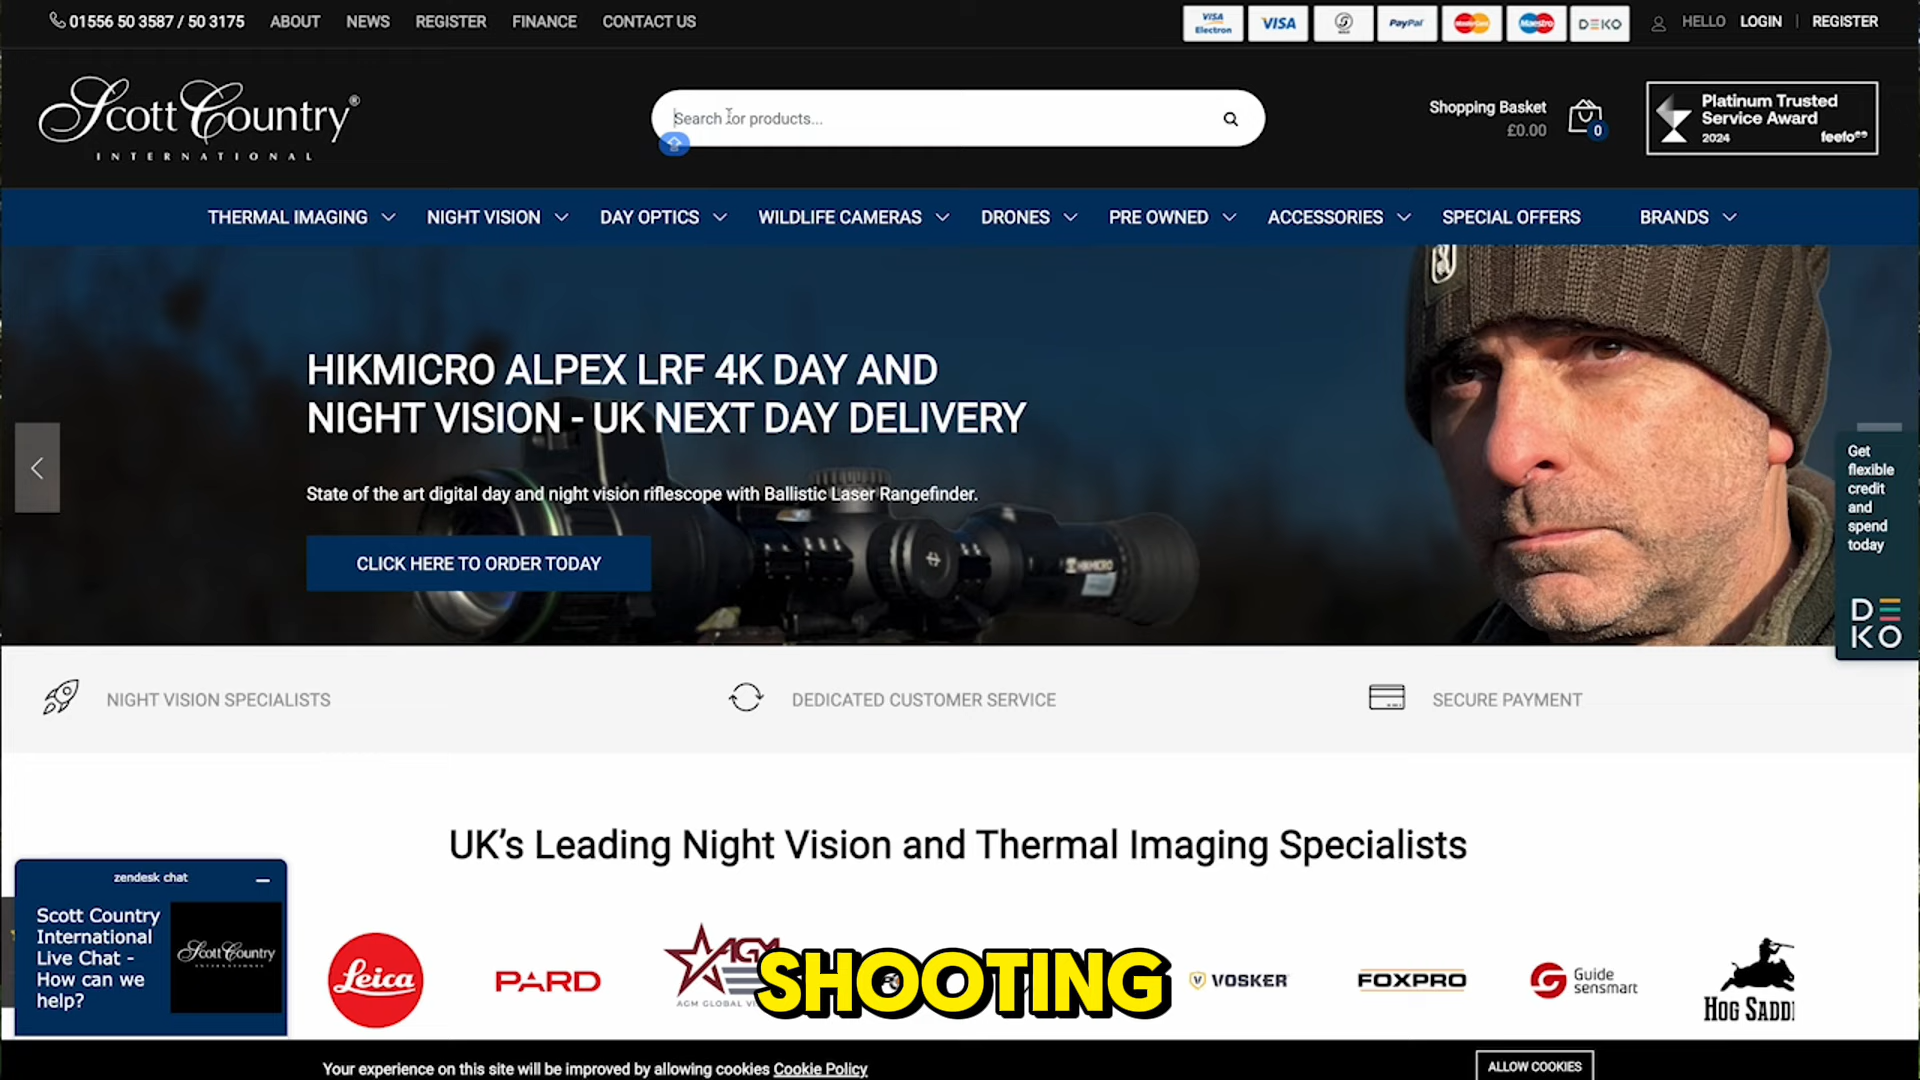 01556 50 3587 / 50 3175 ABOUT NEWS REGISTER FINANCE CONTACT US
VISA Electron VISA SOLO PayPal MasterCard Maestro DEKO HELLO LOGIN | REGISTER
Scott Country®
INTERNATIONAL
Search for products...
Shopping Basket
£0.00
0
Platinum Trusted
Service Award
2024 feefo
THERMAL IMAGING NIGHT VISION DAY OPTICS WILDLIFE CAMERAS DRONES PRE OWNED ACCESSORIES SPECIAL OFFERS BRANDS
HIKMICRO ALPEX LRF 4K DAY AND
NIGHT VISION - UK NEXT DAY DELIVERY
State of the art digital day and night vision riflescope with Ballistic Laser Rangefinder.
CLICK HERE TO ORDER TODAY
HIKMICRO
Get
flexible
credit
and
spend
today
DEKO
NIGHT VISION SPECIALISTS
DEDICATED CUSTOMER SERVICE
SECURE PAYMENT
UK's Leading Night Vision and Thermal Imaging Specialists
zendesk chat
Scott Country
International
Live Chat -
How can we
help?
Scott Country
INTERNATIONAL
Leica
PARD
AGM
AGM GLOBAL VI
SHOOTING
VOSKER
FOXPRO
Guide
sensmart
HOG SADD
Your experience on this site will be improved by allowing cookies Cookie Policy
ALLOW COOKIES